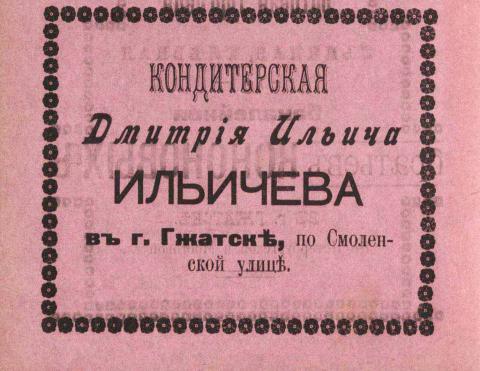 КОНДИТЕРСКАЯ
Дмитрія Ильича
ИЛЬИЧЕВА
въ г. Гжатскѣ, по Смолен-
ской улицѣ.